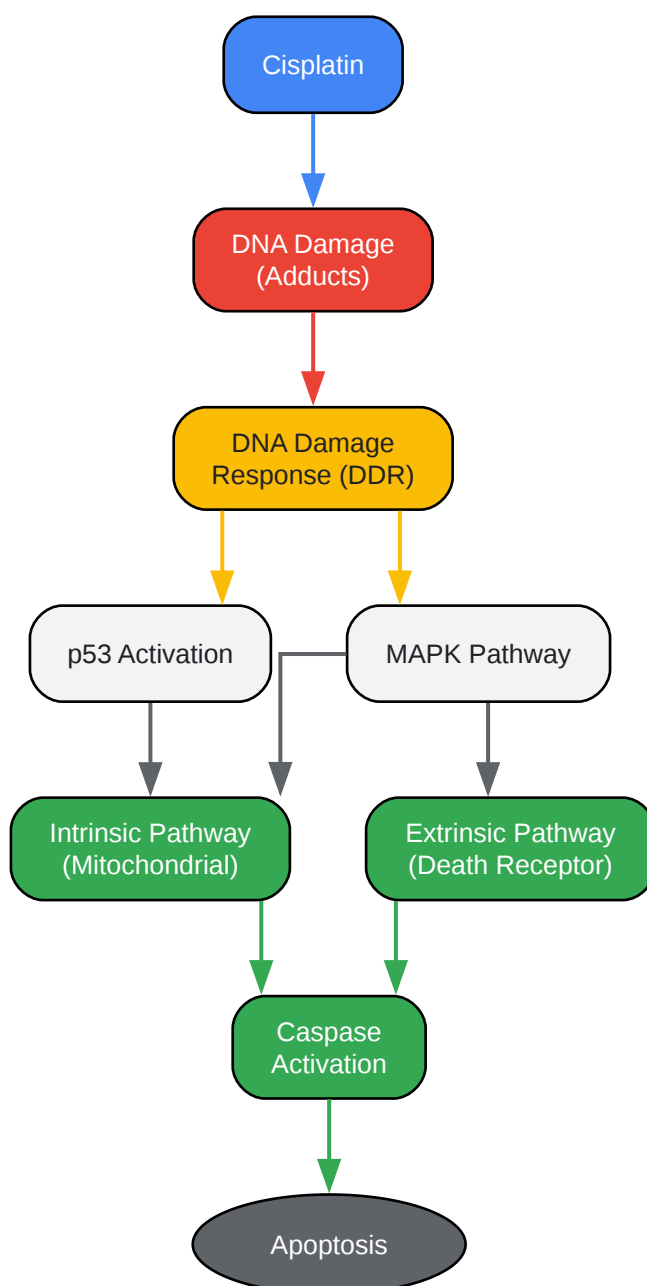 Cisplatin
DNA Damage
(Adducts)
DNA Damage
Response (DDR)
p53 Activation
MAPK Pathway
Intrinsic Pathway
(Mitochondrial)
Extrinsic Pathway
(Death Receptor)
Caspase
Activation
Apoptosis